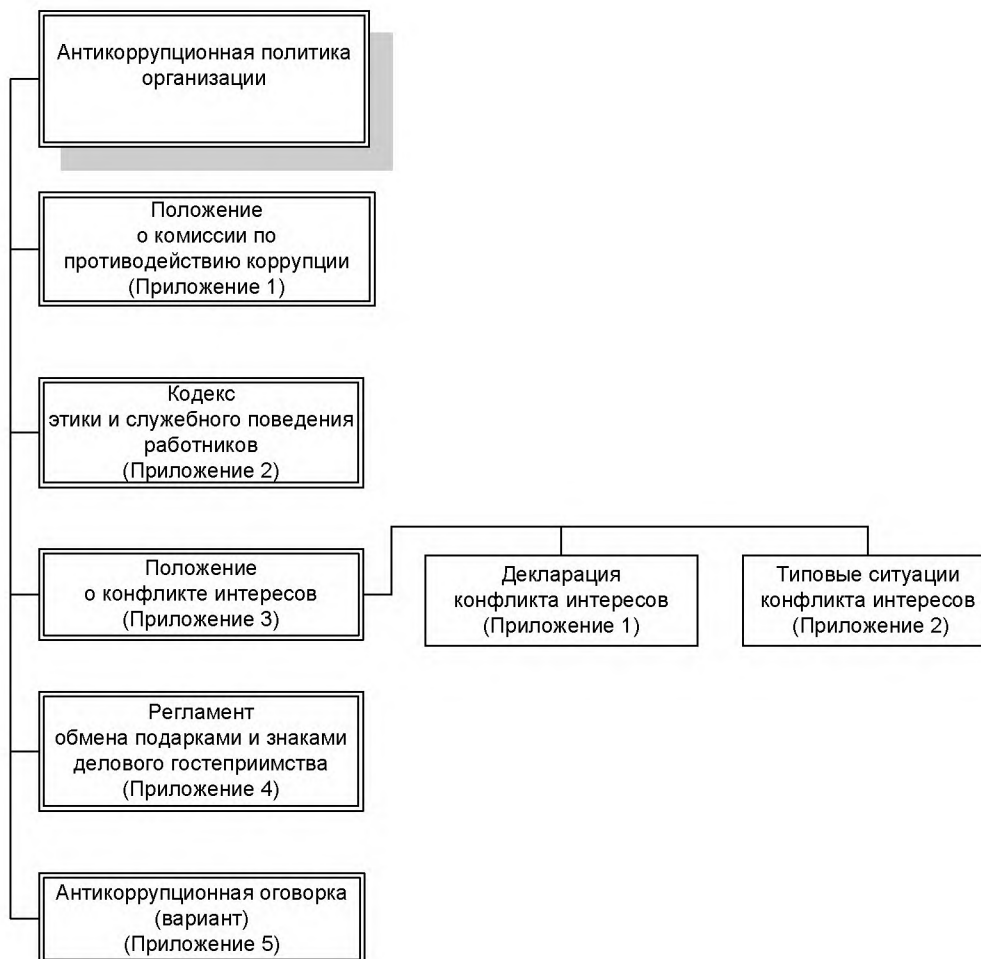 Антикоррупционная политика
организации
Положение
о комиссии по
противодействию коррупции
(Приложение 1)
Кодекс
этики и служебного поведения
работников
(Приложение 2)
Положение
о конфликте интересов
(Приложение 3)
Декларация
конфликта интересов
(Приложение 1)
Типовые ситуации
конфликта интересов
(Приложение 2)
Регламент
обмена подарками и знаками
делового гостеприимства
(Приложение 4)
Антикоррупционная оговорка
(вариант)
(Приложение 5)